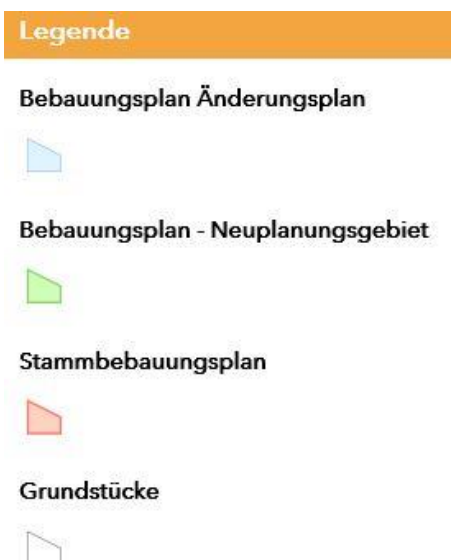 Legende
Bebauungsplan Änderungsplan
Bebauungsplan - Neuplanungsgebiet
Stammbebauungsplan
Grundstücke